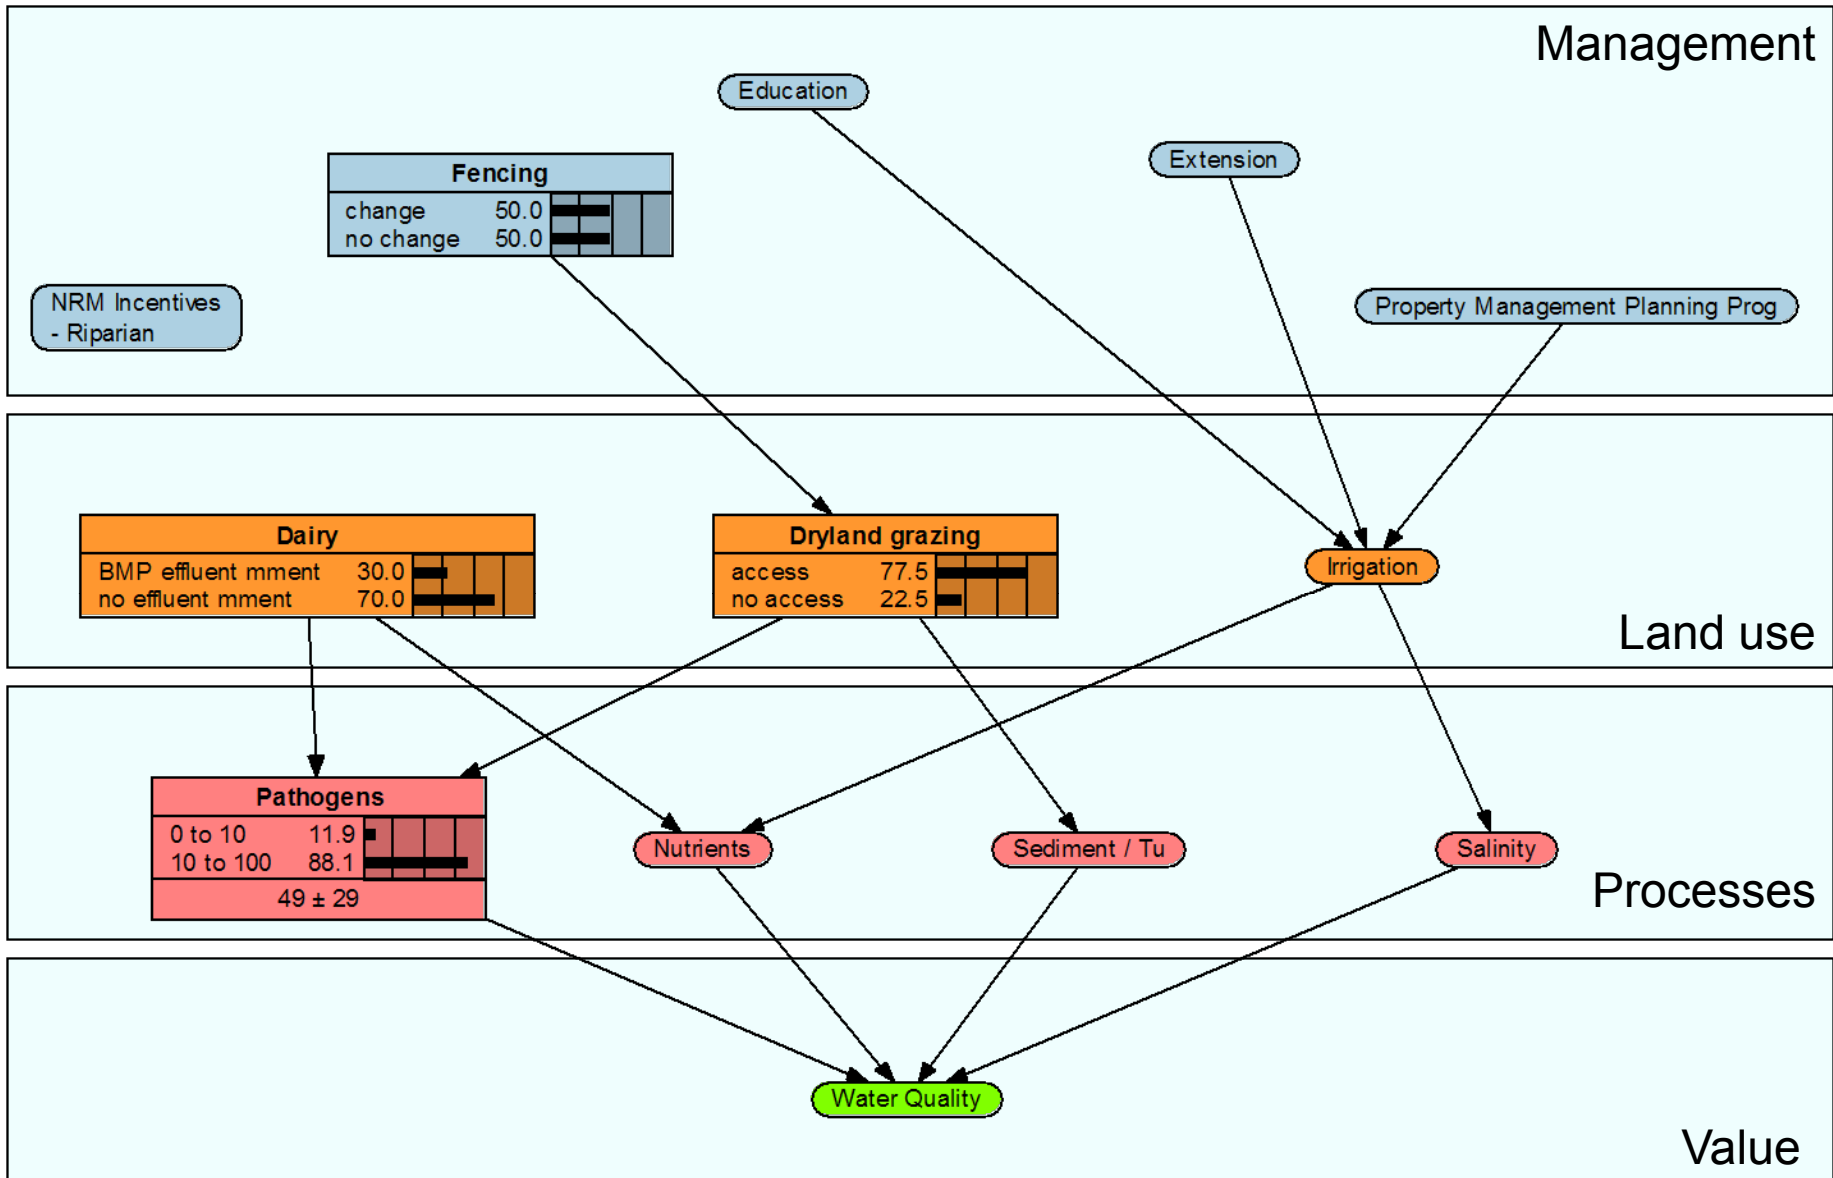 Management
Education
Extension
Fencing
change 50.0
no change 50.0
NRM Incentives
- Riparian
Property Management Planning Prog
Dairy
BMP effluent mment 30.0
no effluent mment 70.0
Dryland grazing
access 77.5
no access 22.5
Irrigation
Land use
Pathogens
0 to 10 11.9
10 to 100 88.1
49 ± 29
Nutrients
Sediment / Tu
Salinity
Processes
Water Quality
Value